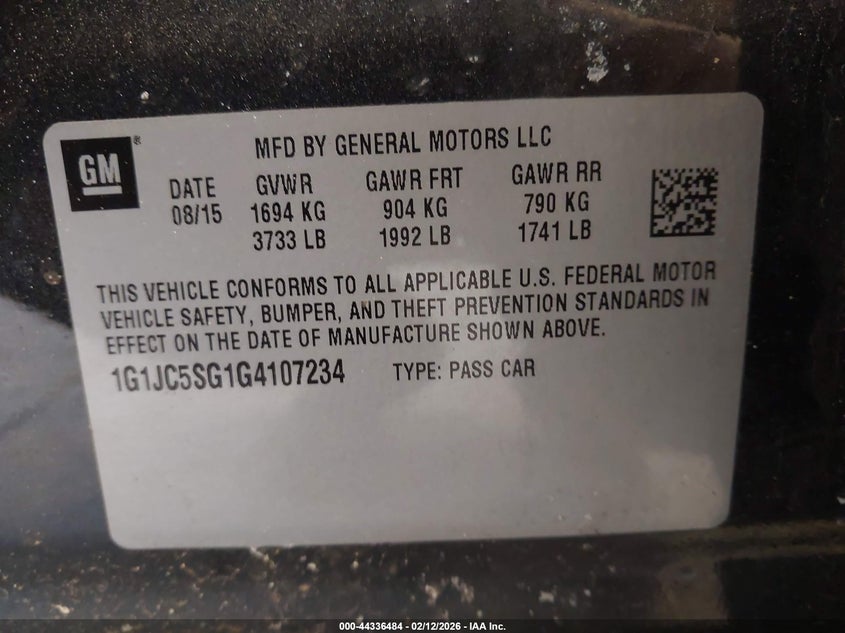 GM®
MFD BY GENERAL MOTORS LLC
DATE GVWR GAWR FRT GAWR RR
08/15 1694 KG 904 KG 790 KG
3733 LB 1992 LB 1741 LB
THIS VEHICLE CONFORMS TO ALL APPLICABLE U.S. FEDERAL MOTOR
VEHICLE SAFETY, BUMPER, AND THEFT PREVENTION STANDARDS IN
EFFECT ON THE DATE OF MANUFACTURE SHOWN ABOVE.
1G1JC5SG1G4107234 TYPE: PASS CAR
000-44336484 - 02/12/2026 - IAA Inc.